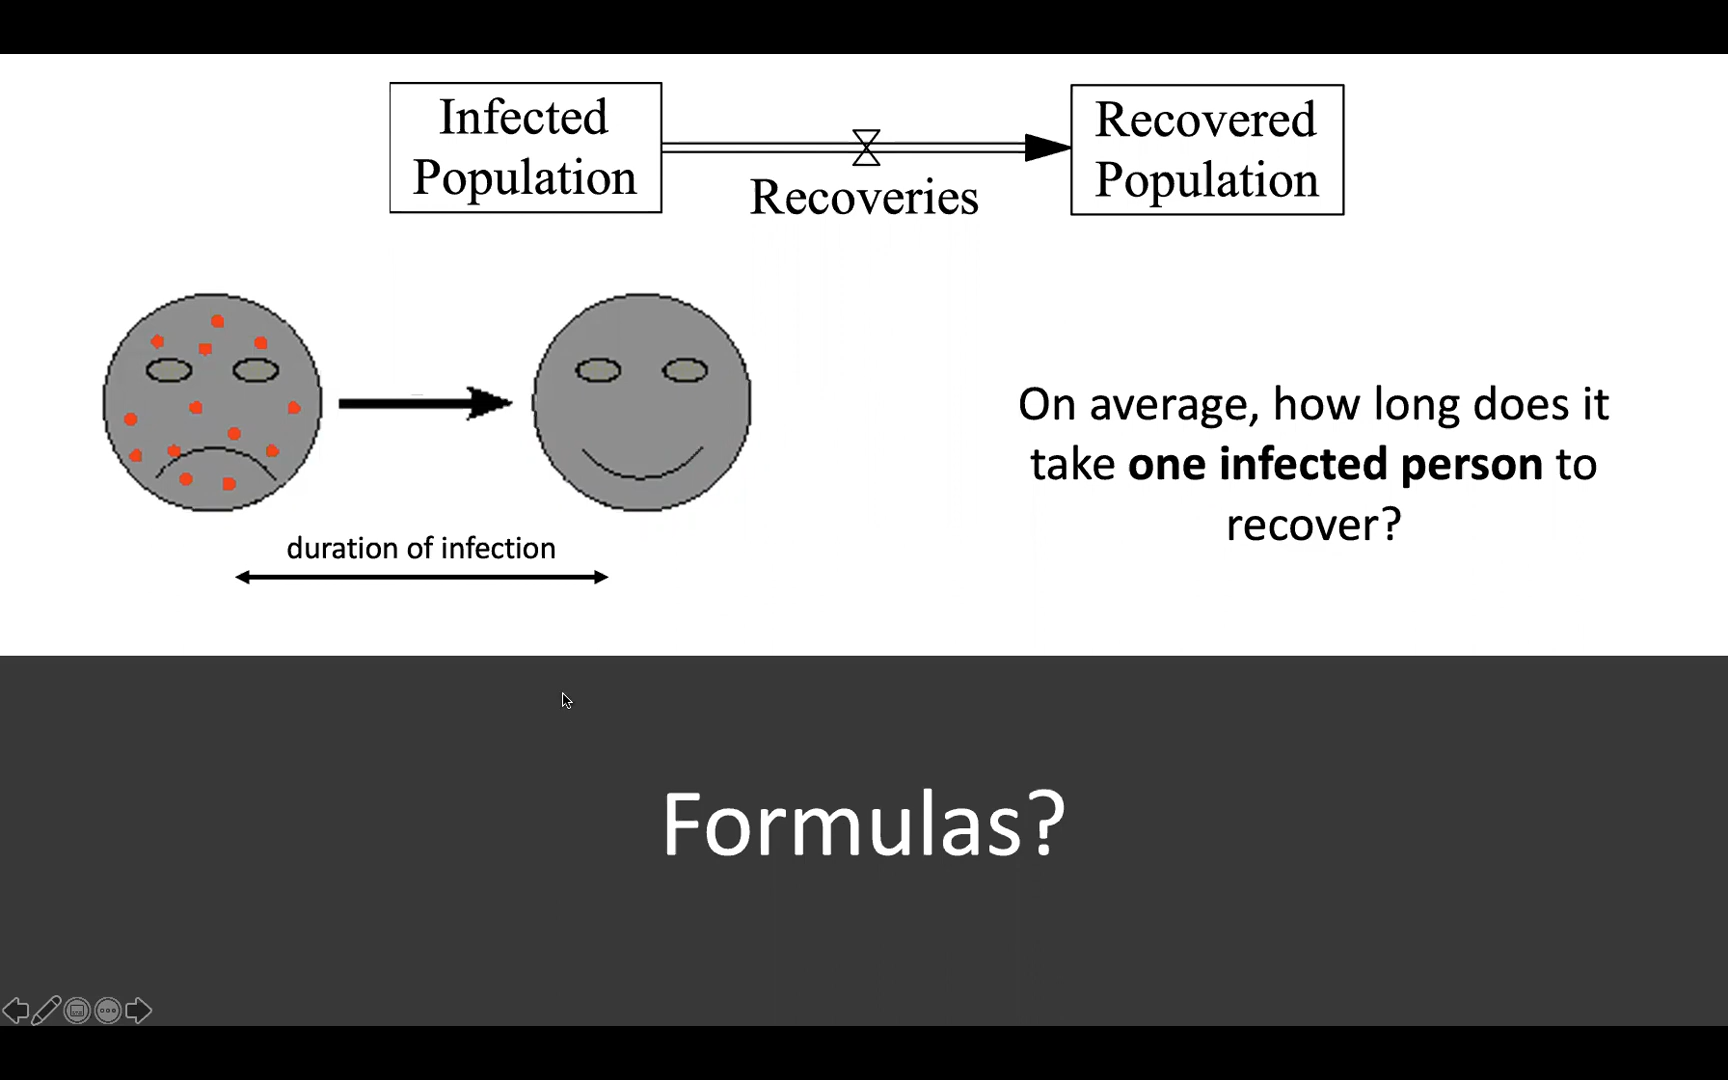 Infected
Population
Recoveries
Recovered
Population
duration of infection
On average, how long does it
take one infected person to
recover?
Formulas?